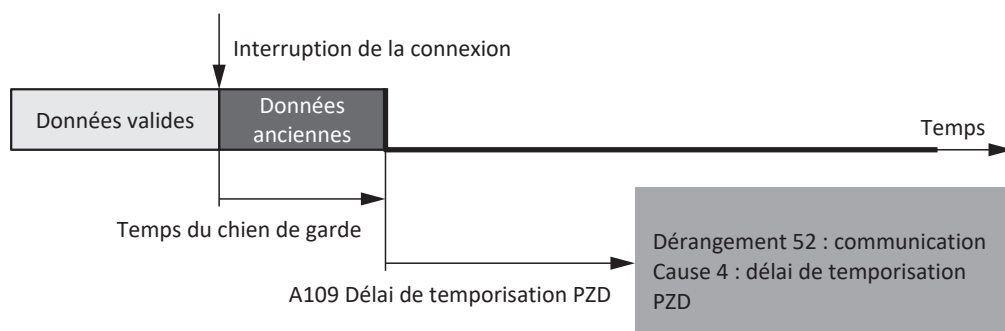 Interruption de la connexion
Données valides
Données
anciennes
Temps
Temps du chien de garde
A109 Délai de temporisation PZD
Dérangement 52 : communication
Cause 4 : délai de temporisation
PZD